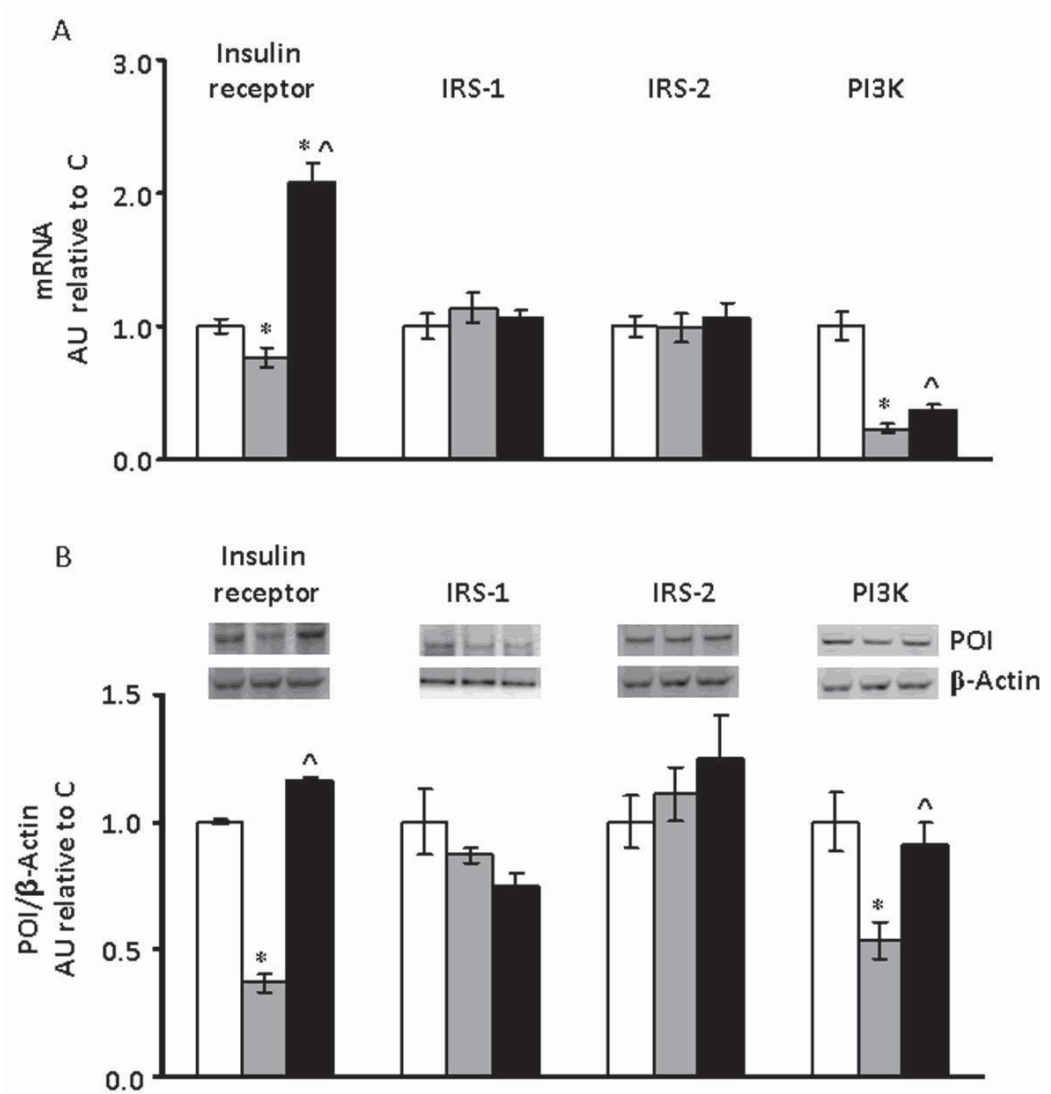 A
Insulin
receptor
IRS-1
IRS-2
PI3K
3.0
2.0
1.0
0.0
mRNA
AU relative to C
* ^
*
*
^
B
Insulin
receptor
IRS-1
IRS-2
PI3K
POI
β-Actin
1.5
1.0
0.5
0.0
POI/β-Actin
AU relative to C
^
*
^
*